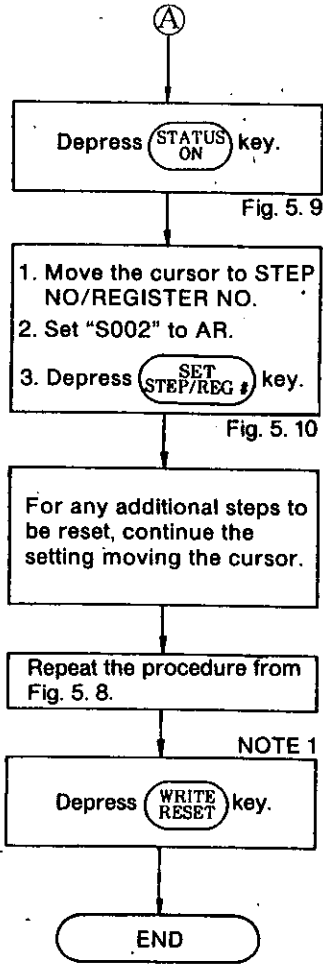 A
Depress STATUS ON key.
Fig. 5. 9
1. Move the cursor to STEP
NO/REGISTER NO.
2. Set "S002" to AR.
3. Depress SET STEP/REG # key.
Fig. 5. 10
For any additional steps to
be reset, continue the
setting moving the cursor.
Repeat the procedure from
Fig. 5. 8.
NOTE 1
Depress WRITE RESET key.
END